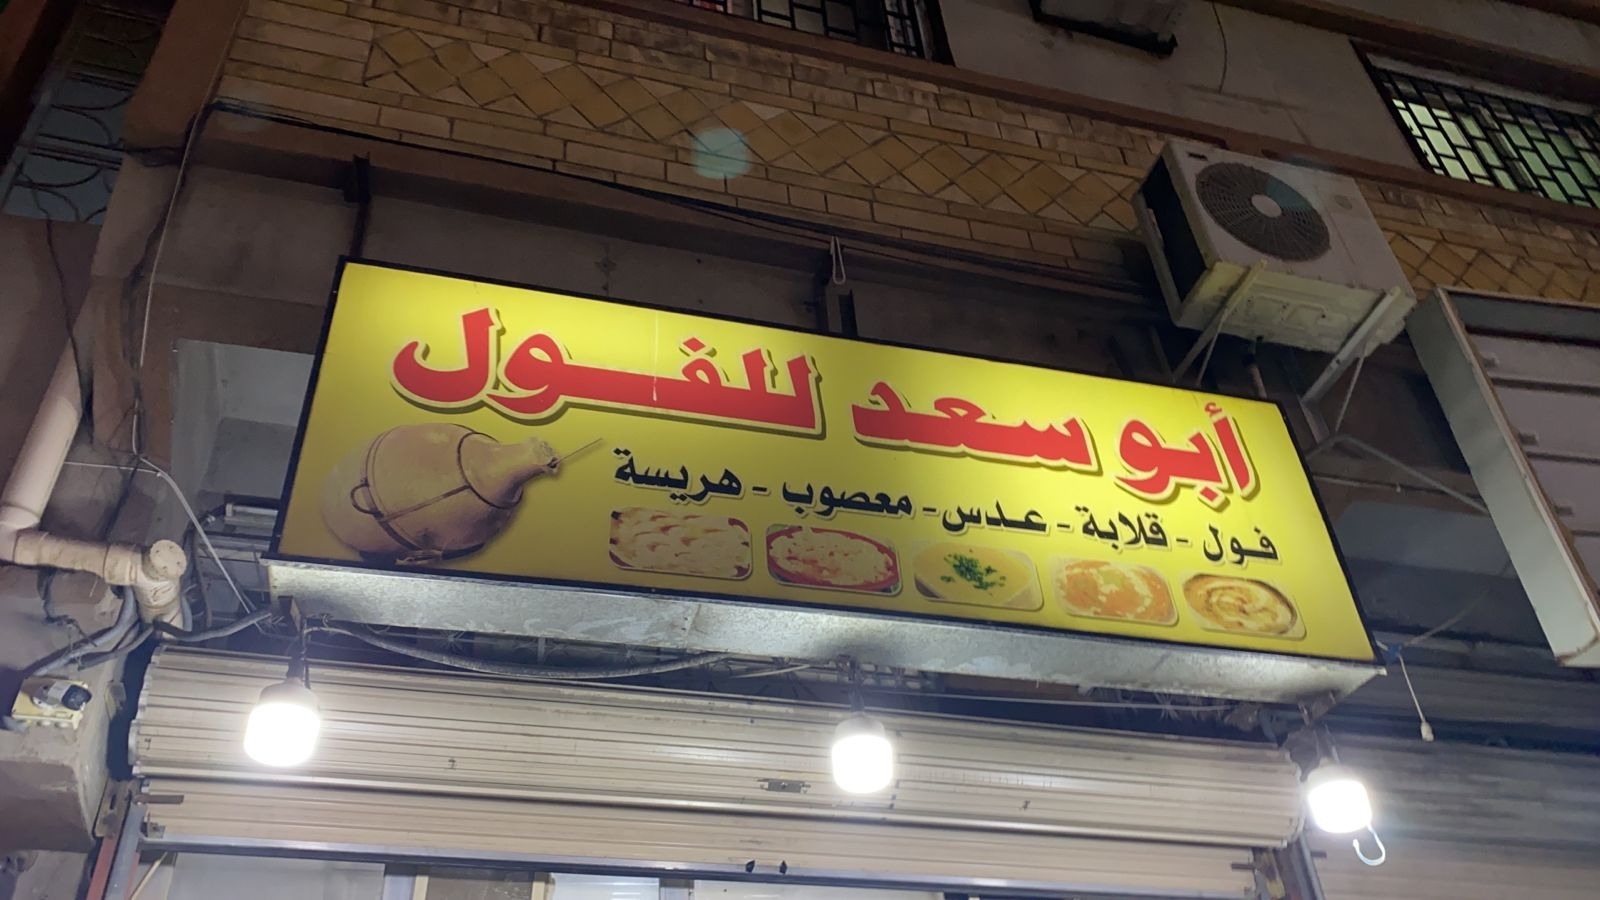 أبو سعد للفول
فول - قلابة - عدس - معصوب - هريسة